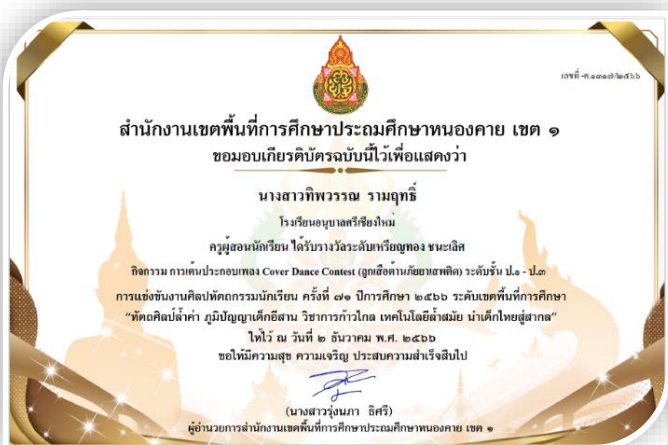 เลขที่ -ศ.๑๓๑๗/๒๕๖๖
สำนักงานเขตพื้นที่การศึกษาประถมศึกษาหนองคาย เขต ๑
ขอมอบเกียรติบัตรฉบับนี้ไว้เพื่อแสดงว่า
นางสาวทิพวรรณ รามฤทธิ์
โรงเรียนอนุบาลศรีเชียงใหม่
ครูผู้สอนนักเรียน ได้รับรางวัลระดับเหรียญทอง ชนะเลิศ
กิจกรรม การเต้นประกอบเพลง Cover Dance Contest (ลูกเสือต้านภัยยาเสพติด) ระดับชั้น ป.๑ - ป.๓
การแข่งขันงานศิลปหัตถกรรมนักเรียน ครั้งที่ ๗๑ ปีการศึกษา ๒๕๖๖ ระดับเขตพื้นที่การศึกษา
"หัตถศิลป์ล้ำค่า ภูมิปัญญาเด็กอีสาน วิชาการก้าวไกล เทคโนโลยีล้ำสมัย นำเด็กไทยสู่สากล"
ให้ไว้ ณ วันที่ ๒ ธันวาคม พ.ศ. ๒๕๖๖
ขอให้มีความสุข ความเจริญ ประสบความสำเร็จสืบไป
(นางสาวรุ่งนภา ธิศรี)
ผู้อำนวยการสำนักงานเขตพื้นที่การศึกษาประถมศึกษาหนองคาย เขต ๑